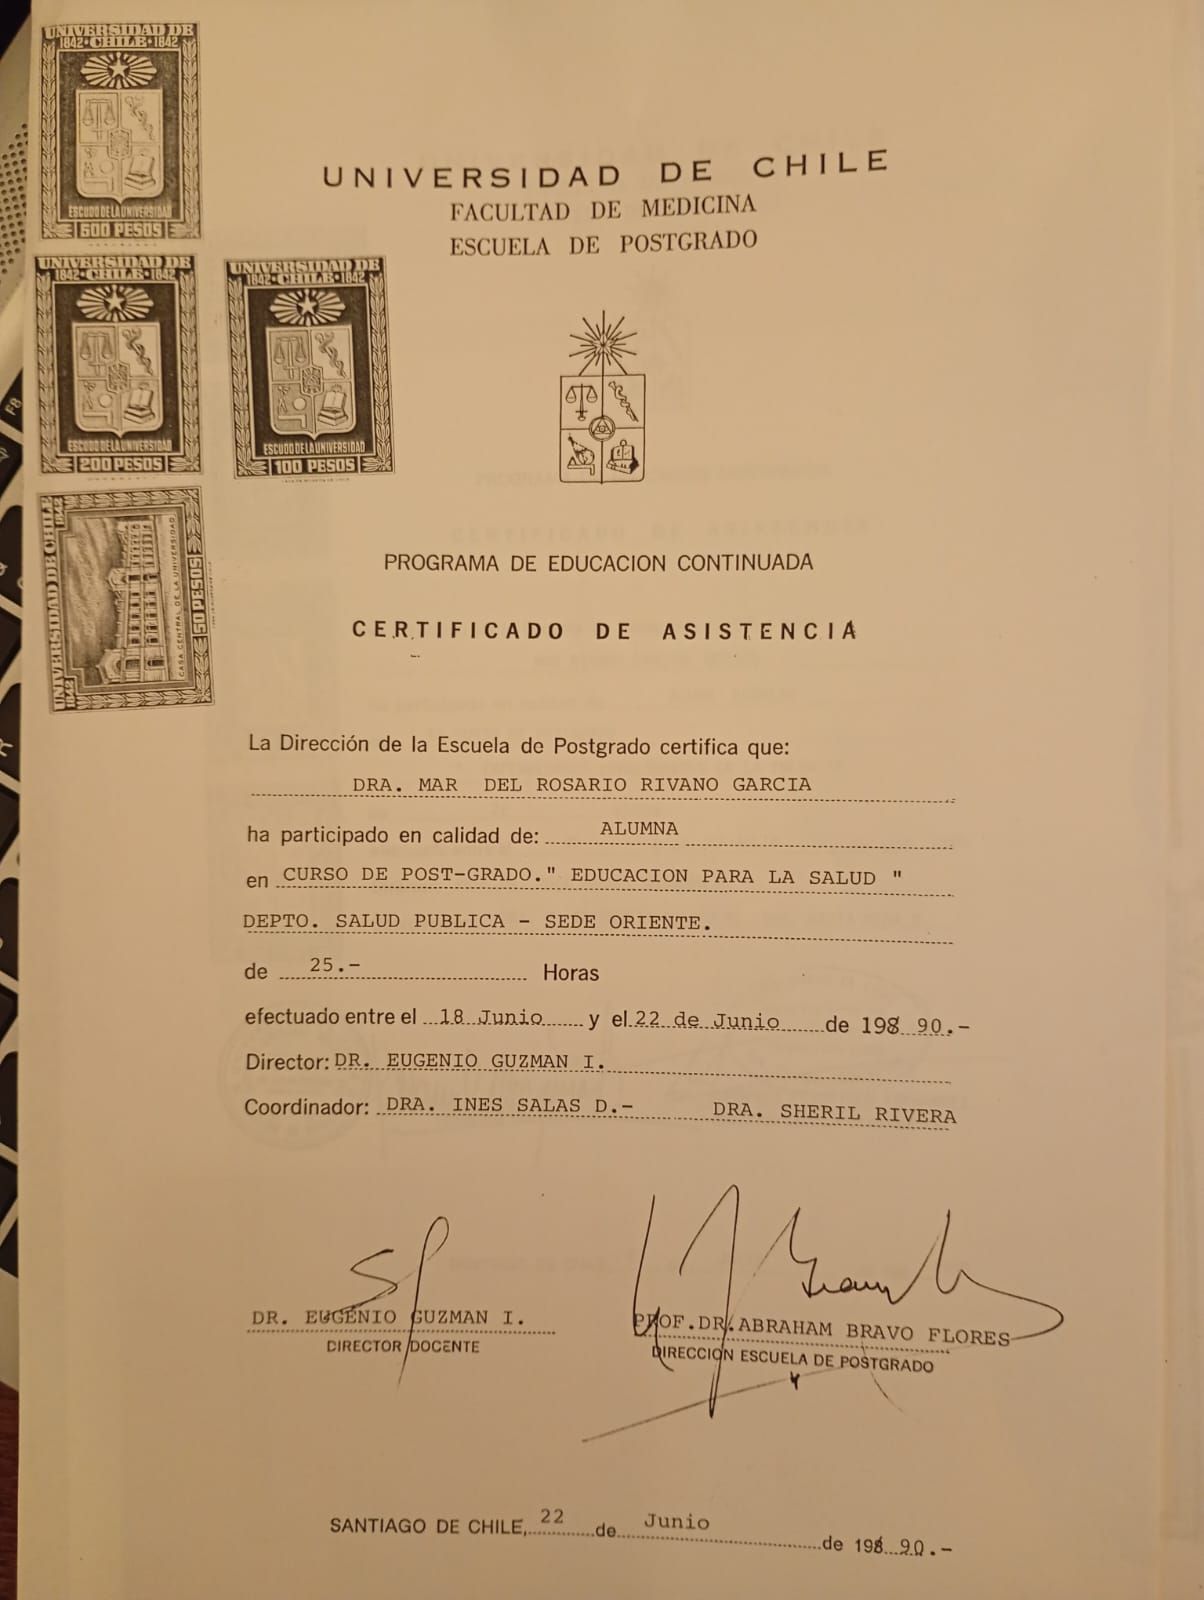 UNIVERSIDAD DE
1842·CHILE·1842
ESCUDO DE LA UNIVERSIDAD
600 PESOS
UNIVERSIDAD DE
1842·CHILE·1842
ESCUDO DE LA UNIVERSIDAD
200 PESOS
UNIVERSIDAD DE
1842·CHILE·1842
ESCUDO DE LA UNIVERSIDAD
100 PESOS
UNIVERSIDAD DE CHILE
1842
1842
CASA CENTRAL DE LA UNIVERSIDAD
50 PESOS
UNIVERSIDAD DE CHILE
FACULTAD DE MEDICINA
ESCUELA DE POSTGRADO
PROGRAMA DE EDUCACION CONTINUADA
CERTIFICADO DE ASISTENCIA
La Dirección de la Escuela de Postgrado certifica que:
DRA. MAR DEL ROSARIO RIVANO GARCIA
ha participado en calidad de: ALUMNA
en CURSO DE POST-GRADO." EDUCACION PARA LA SALUD "
DEPTO. SALUD PUBLICA - SEDE ORIENTE.
de 25.- Horas
efectuado entre el 18 Junio y el 22 de Junio de 198 90.-
Director: DR. EUGENIO GUZMAN I.
Coordinador: DRA. INES SALAS D.- DRA. SHERIL RIVERA
DR. EUGENIO GUZMAN I. PROF.DR.ABRAHAM BRAVO FLORES
DIRECTOR DOCENTE DIRECCION ESCUELA DE POSTGRADO
SANTIAGO DE CHILE, 22 de Junio de 198 90.-
F8
R